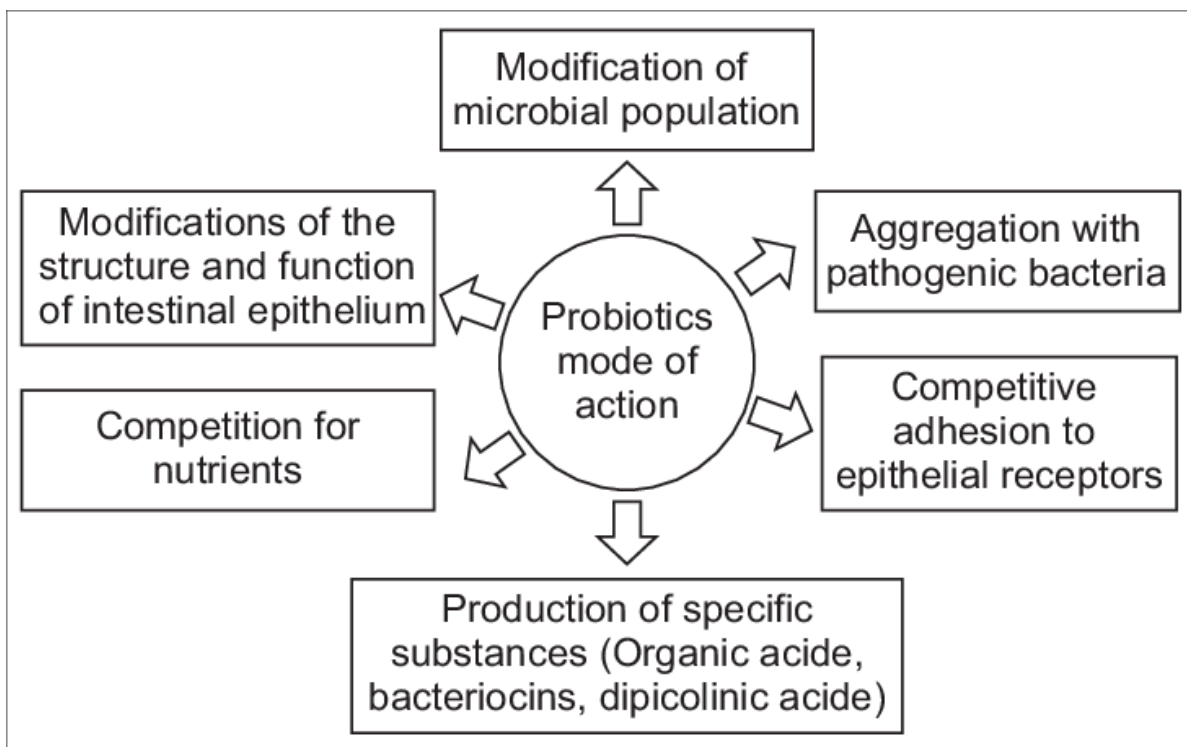 Modification of
microbial population
Modifications of the
structure and function
of intestinal epithelium
Aggregation with
pathogenic bacteria
Probiotics
mode of
action
Competition for
nutrients
Competitive
adhesion to
epithelial receptors
Production of specific
substances (Organic acide,
bacteriocins, dipicolinic acide)